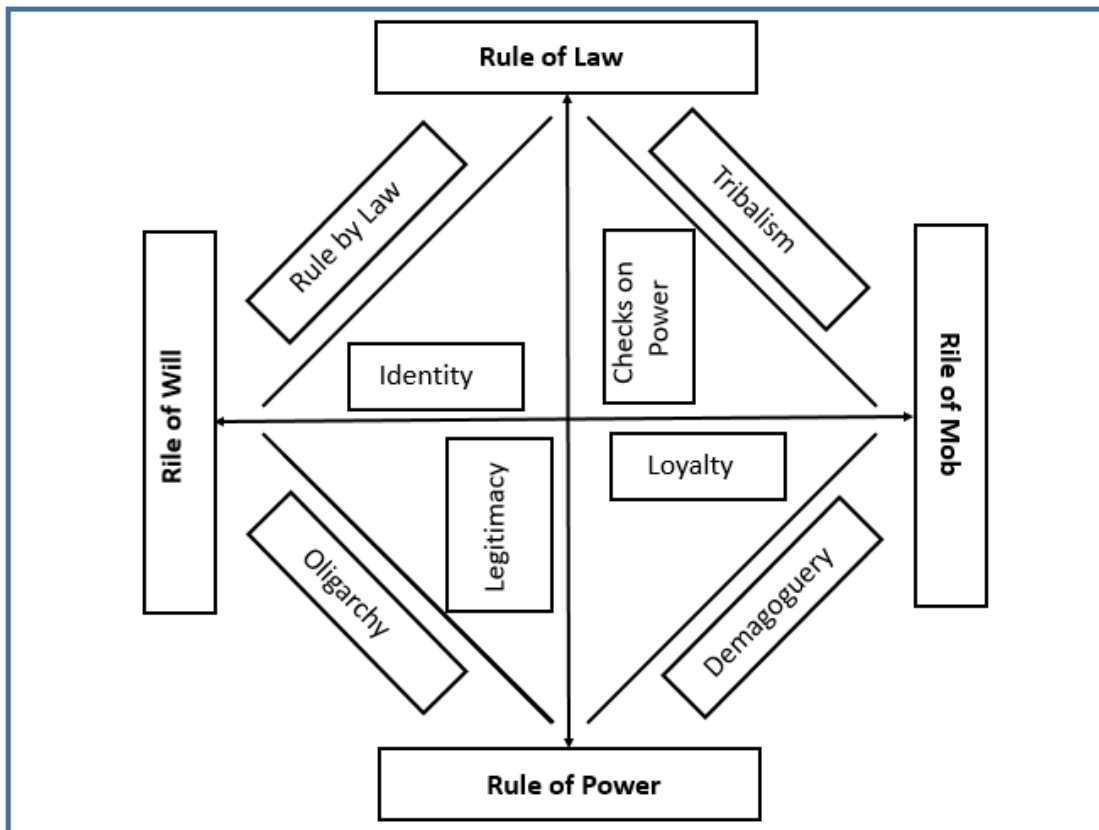 Rule of Law
Rule by Law
Tribalism
Checks on
Power
Identity
Rile of Will
Rile of Mob
Loyalty
Legitimacy
Oligarchy
Demagoguery
Rule of Power